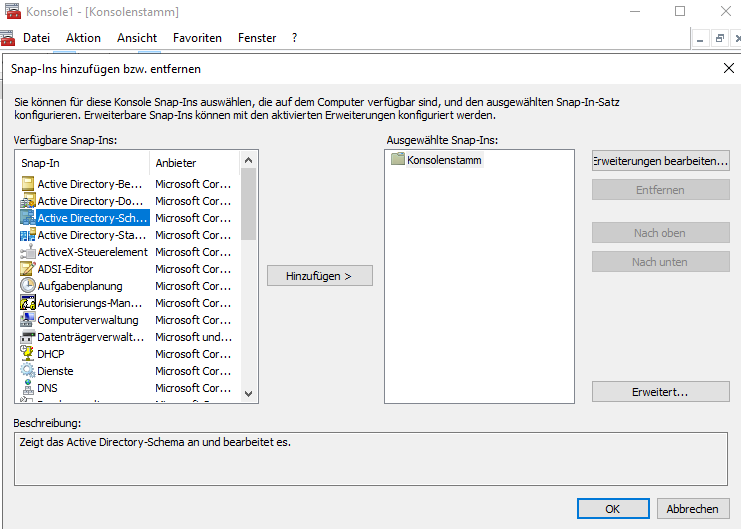 Konsole1 - [Konsolenstamm]
Datei Aktion Ansicht Favoriten Fenster ?
Snap-Ins hinzufügen bzw. entfernen
Sie können für diese Konsole Snap-Ins auswählen, die auf dem Computer verfügbar sind, und den ausgewählten Snap-In-Satz
konfigurieren. Erweiterbare Snap-Ins können mit den aktivierten Erweiterungen konfiguriert werden.
Verfügbare Snap-Ins:
Snap-In Anbieter
Active Directory-Be... Microsoft Cor...
Active Directory-Do... Microsoft Cor...
Active Directory-Sch... Microsoft Cor...
Active Directory-Sta... Microsoft Cor...
ActiveX-Steuerelement Microsoft Cor...
ADSI-Editor Microsoft Cor...
Aufgabenplanung Microsoft Cor...
Autorisierungs-Man... Microsoft Cor...
Computerverwaltung Microsoft Cor...
Datenträgerverwalt... Microsoft und...
DHCP Microsoft Cor...
Dienste Microsoft Cor...
DNS Microsoft Cor...
Hinzufügen >
Ausgewählte Snap-Ins:
Konsolenstamm
Erweiterungen bearbeiten...
Entfernen
Nach oben
Nach unten
Erweitert...
Beschreibung:
Zeigt das Active Directory-Schema an und bearbeitet es.
OK Abbrechen